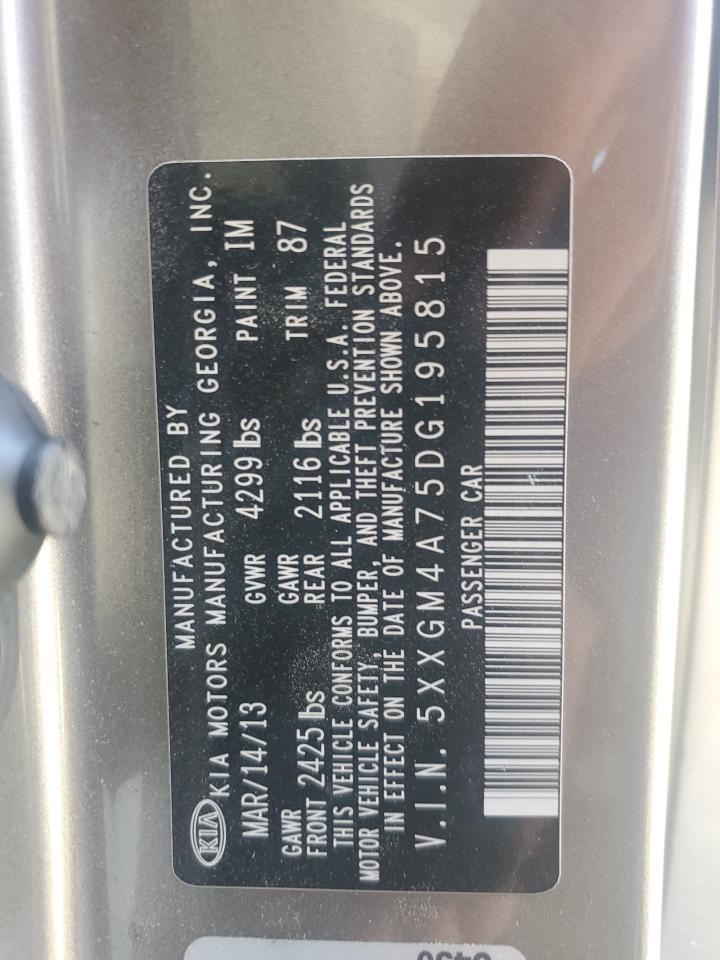 MANUFACTURED BY
KIA KIA MOTORS MANUFACTURING GEORGIA, INC.
MAR/14/13 GVWR 4299 lbs PAINT IM
GAWR FRONT 2425 lbs GAWR REAR 2116 lbs TRIM 87
THIS VEHICLE CONFORMS TO ALL APPLICABLE U.S.A. FEDERAL
MOTOR VEHICLE SAFETY, BUMPER, AND THEFT PREVENTION STANDARDS
IN EFFECT ON THE DATE OF MANUFACTURE SHOWN ABOVE.
V.I.N. 5XXGM4A75DG195815
PASSENGER CAR